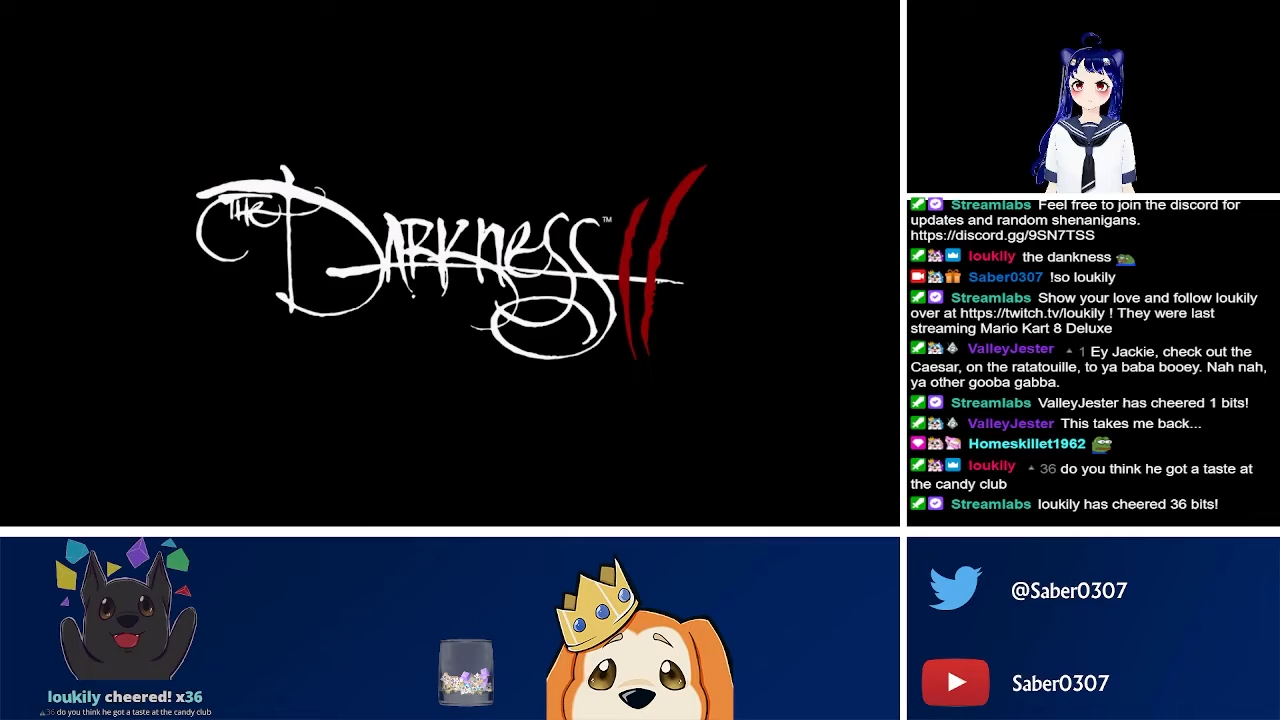 THE
DARKNESS II
™
Streamlabs Feel free to join the discord for
updates and random shenanigans.
https://discord.gg/9SN7TSS
loukily the dankness
Saber0307 !so loukily
Streamlabs Show your love and follow loukily
over at https://twitch.tv/loukily ! They were last
streaming Mario Kart 8 Deluxe
ValleyJester 1 Ey Jackie, check out the
Caesar, on the ratatouille, to ya baba booey. Nah nah,
ya other gooba gabba.
Streamlabs ValleyJester has cheered 1 bits!
ValleyJester This takes me back...
Homeskillet1962
loukily 36 do you think he got a taste at
the candy club
Streamlabs loukily has cheered 36 bits!
loukily cheered! x36
36 do you think he got a taste at the candy club
@Saber0307
Saber0307